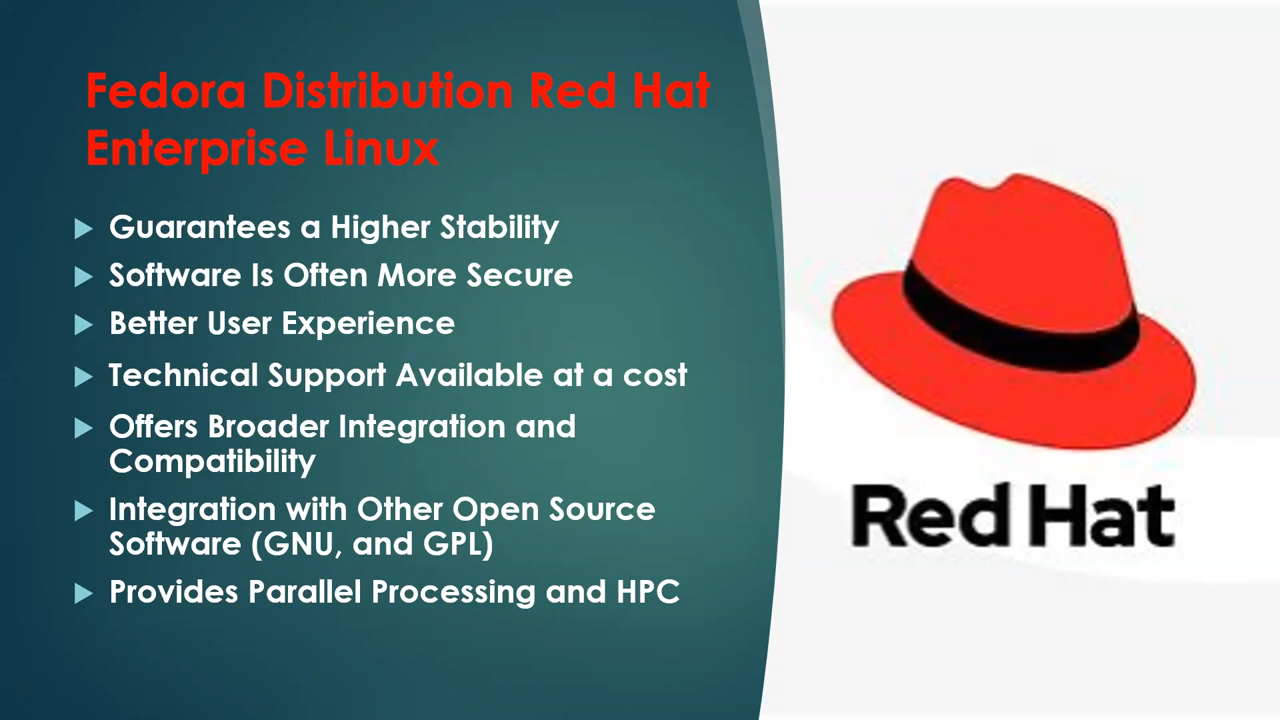 Fedora Distribution Red Hat
Enterprise Linux
Guarantees a Higher Stability
Software Is Often More Secure
Better User Experience
Technical Support Available at a cost
Offers Broader Integration and
Compatibility
Integration with Other Open Source
Software (GNU, and GPL)
Provides Parallel Processing and HPC
Red Hat